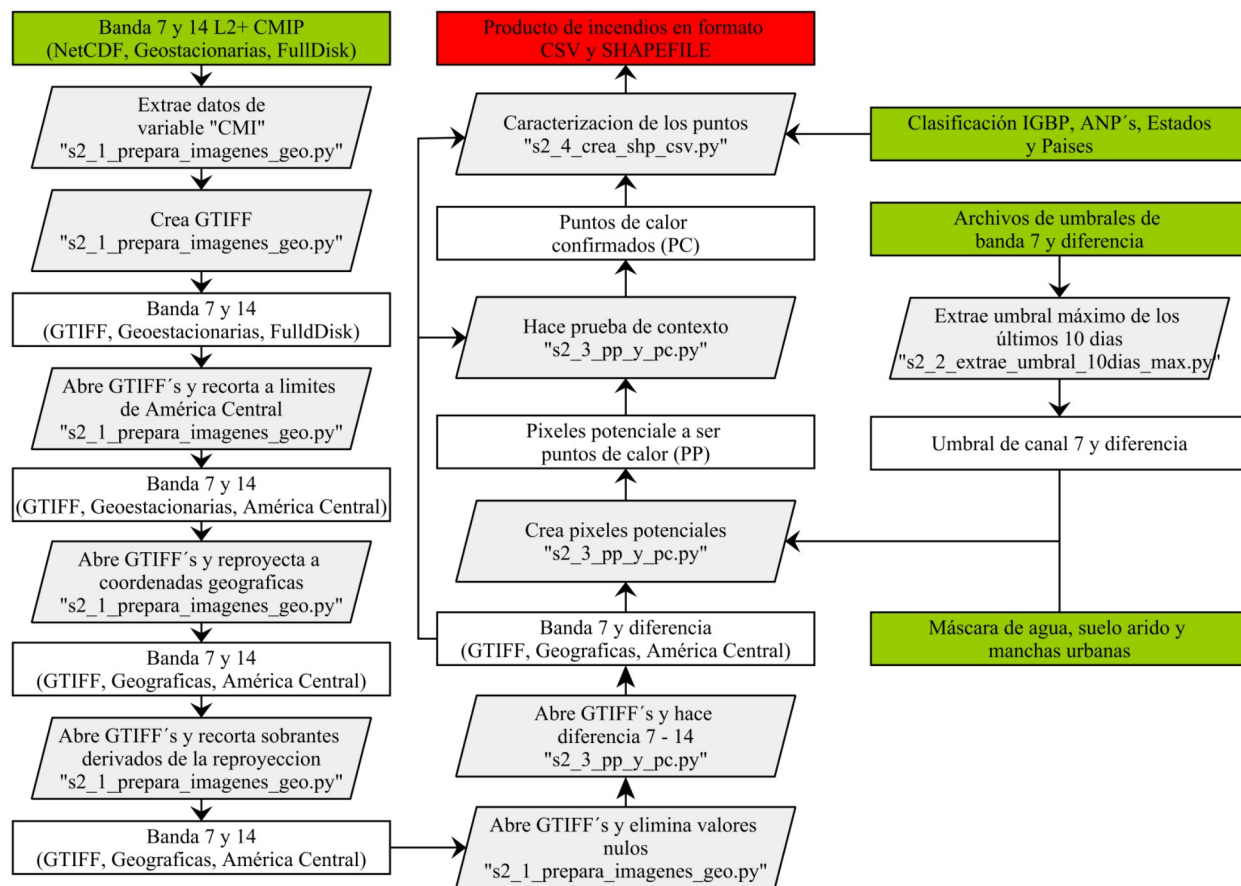 Banda 7 y 14 L2+ CMIP
(NetCDF, Geostacionarias, FullDisk)
Extrae datos de
variable "CMI"
"s2_1_prepara_imagenes_geo.py"
Crea GTIFF
"s2_1_prepara_imagenes_geo.py"
Banda 7 y 14
(GTIFF, Geoestacionarias, FulldDisk)
Abre GTIFF´s y recorta a limites
de América Central
"s2_1_prepara_imagenes_geo.py"
Banda 7 y 14
(GTIFF, Geoestacionarias, América Central)
Abre GTIFF´s y reproyecta a
coordenadas geograficas
"s2_1_prepara_imagenes_geo.py"
Banda 7 y 14
(GTIFF, Geograficas, América Central)
Abre GTIFF´s y recorta sobrantes
derivados de la reproyeccion
"s2_1_prepara_imagenes_geo.py"
Banda 7 y 14
(GTIFF, Geograficas, América Central)
Producto de incendios en formato
CSV y SHAPEFILE
Caracterizacion de los puntos
"s2_4_crea_shp_csv.py"
Puntos de calor
confirmados (PC)
Hace prueba de contexto
"s2_3_pp_y_pc.py"
Pixeles potenciale a ser
puntos de calor (PP)
Crea pixeles potenciales
"s2_3_pp_y_pc.py"
Banda 7 y diferencia
(GTIFF, Geograficas, América Central)
Abre GTIFF´s y hace
diferencia 7 - 14
"s2_3_pp_y_pc.py"
Abre GTIFF´s y elimina valores
nulos
"s2_1_prepara_imagenes_geo.py"
Clasificación IGBP, ANP´s, Estados
y Paises
Archivos de umbrales de
banda 7 y diferencia
Extrae umbral máximo de los
últimos 10 dias
"s2_2_extrae_umbral_10dias_max.py"
Umbral de canal 7 y diferencia
Máscara de agua, suelo arido y
manchas urbanas